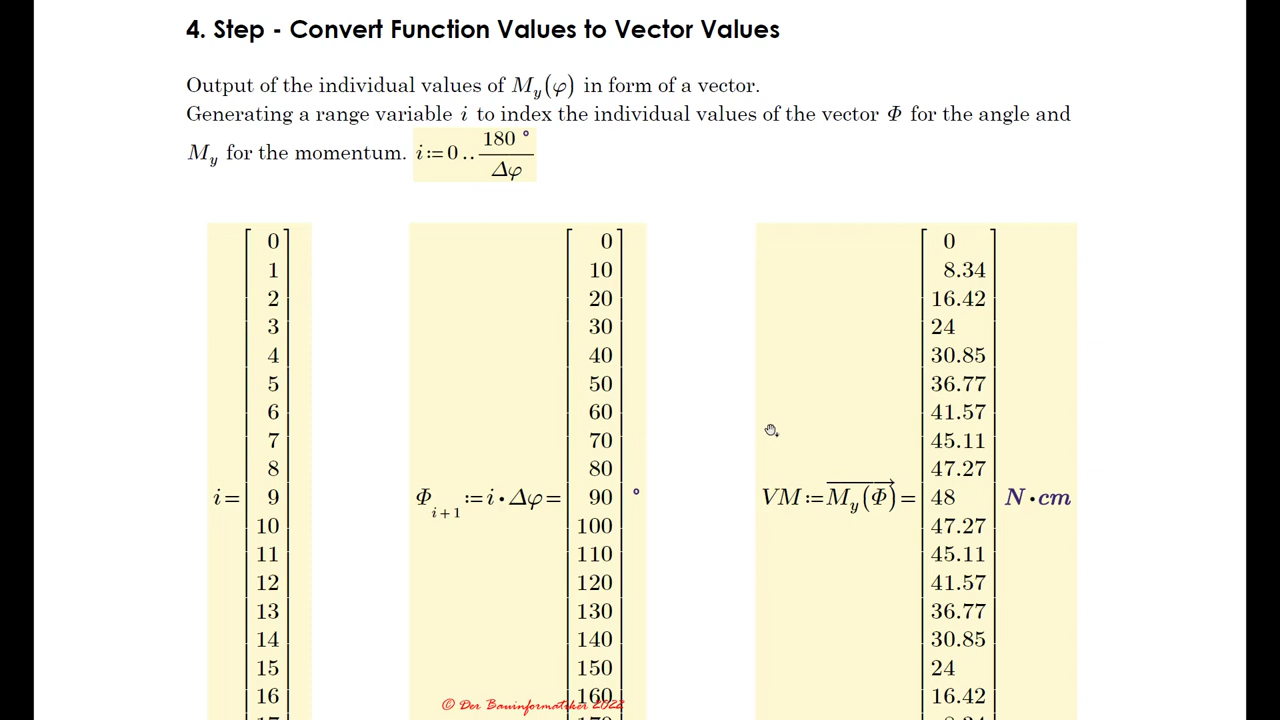 4. Step - Convert Function Values to Vector Values
Output of the individual values of M_y(φ) in form of a vector.
Generating a range variable i to index the individual values of the vector Φ for the angle and
M_y for the momentum. i:=0..180 °/Δφ
i= [0 1 2 3 4 5 6 7 8 9 10 11 12 13 14 15 16
Φ_i+1 :=i·Δφ= [0 10 20 30 40 50 60 70 80 90 100 110 120 130 140 150 160 °
VM:=M_y(Φ)= [0 8.34 16.42 24 30.85 36.77 41.57 45.11 47.27 48 47.27 45.11 41.57 36.77 30.85 24 16.42 N·cm
© Der Bauinformatiker 2022